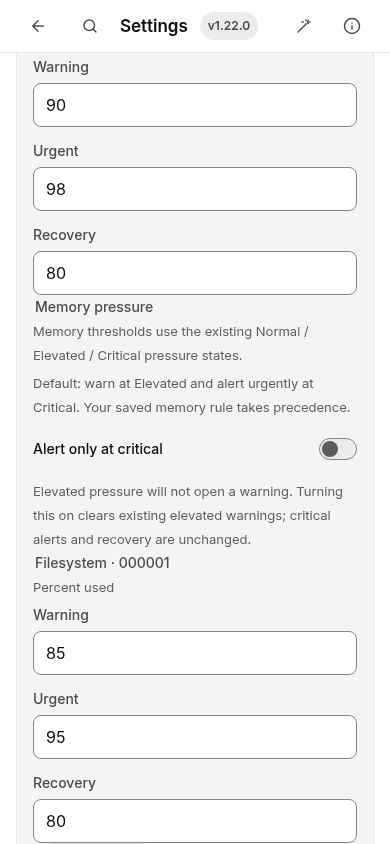 Settings
v1.22.0
Warning
90
Urgent
98
Recovery
80
Memory pressure
Memory thresholds use the existing Normal /
Elevated / Critical pressure states.
Default: warn at Elevated and alert urgently at
Critical. Your saved memory rule takes precedence.
Alert only at critical
Elevated pressure will not open a warning. Turning
this on clears existing elevated warnings; critical
alerts and recovery are unchanged.
Filesystem · 000001
Percent used
Warning
85
Urgent
95
Recovery
80